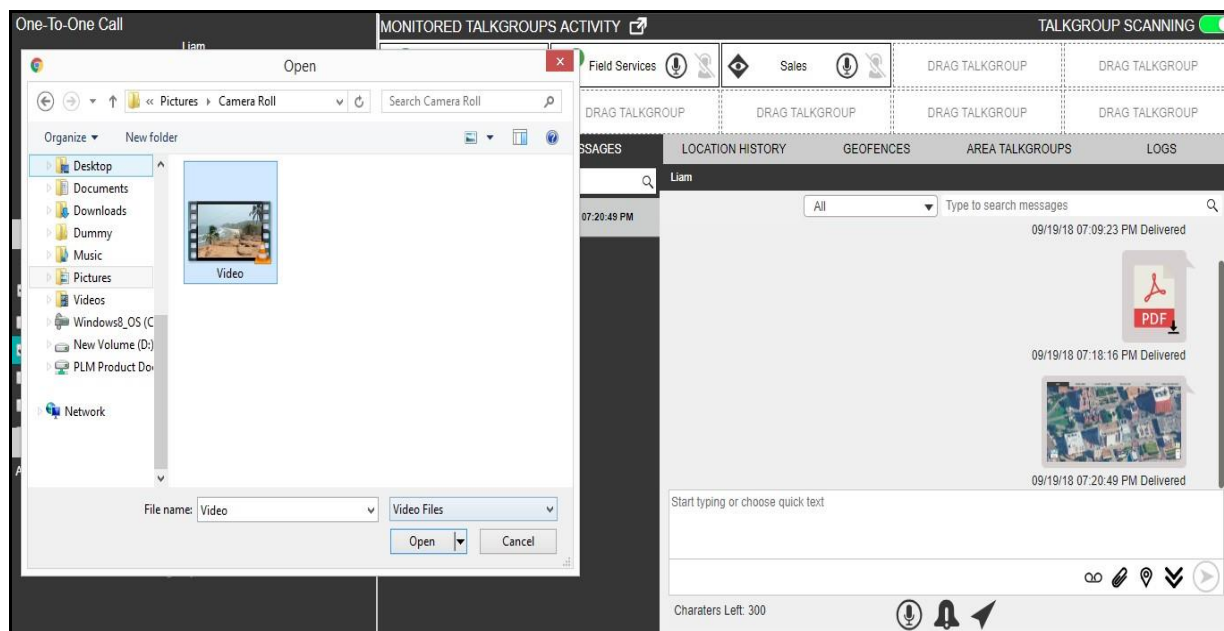 One-To-One Call
MONITORED TALKGROUPS ACTIVITY
TALKGROUP SCANNING
Liam
Open
Field Services
Sales
DRAG TALKGROUP
DRAG TALKGROUP
« Pictures
Camera Roll
Search Camera Roll
DRAG TALKGROUP
DRAG TALKGROUP
DRAG TALKGROUP
DRAG TALKGROUP
Organize
New folder
SSAGES
LOCATION HISTORY
GEOFENCES
AREA TALKGROUPS
LOGS
Desktop
Documents
Downloads
Dummy
Music
Pictures
Videos
Windows8_OS (C
New Volume (D:)
PLM Product Do
Network
Video
07:20:49 PM
Liam
All
Type to search messages
09/19/18 07:09:23 PM Delivered
PDF
09/19/18 07:18:16 PM Delivered
09/19/18 07:20:49 PM Delivered
File name:
Video
Video Files
Open
Cancel
Start typing or choose quick text
Charaters Left: 300